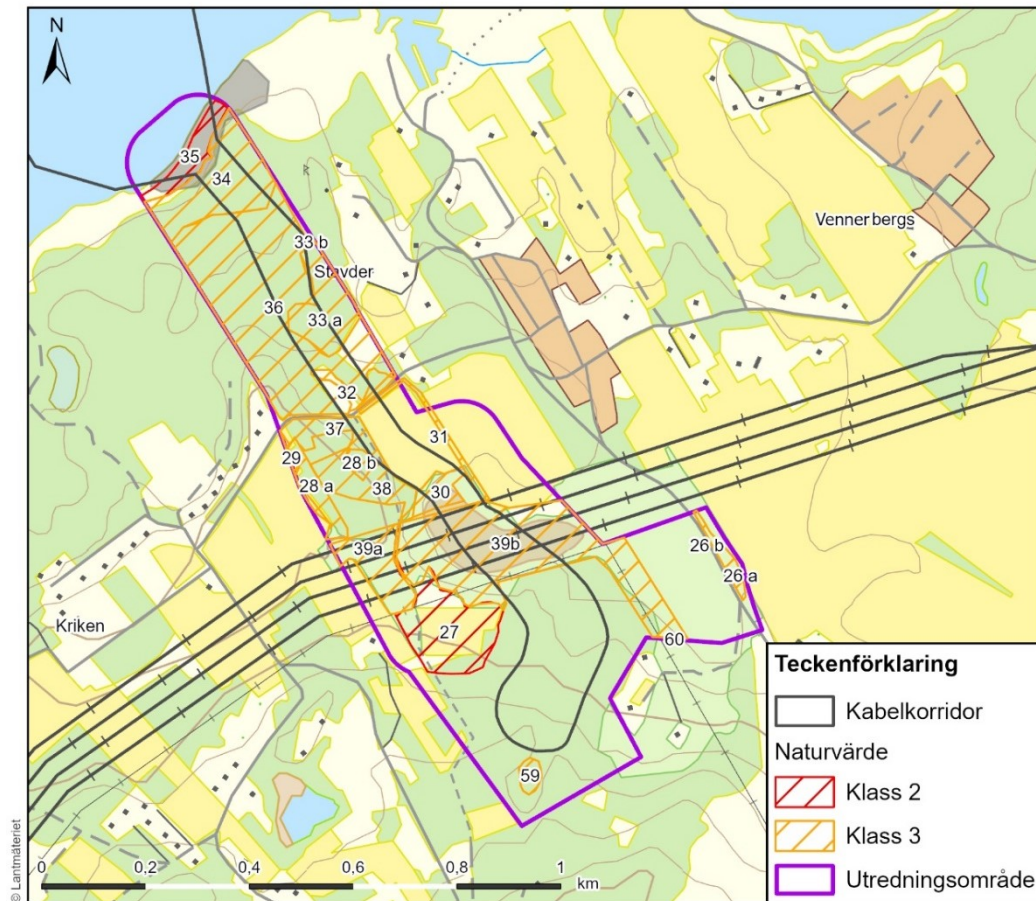 N
Vennerbergs
35
34
33 b
Stavder
36
33 a
32
37
31
29
28 b
28 a
38
30
39a
39b
26 b
26 a
27
Kriken
60
59
Teckenförklaring
Kabelkorridor
Naturvärde
Klass 2
Klass 3
Utredningsområde
© Lantmäteriet
0 0,2 0,4 0,6 0,8 1
km